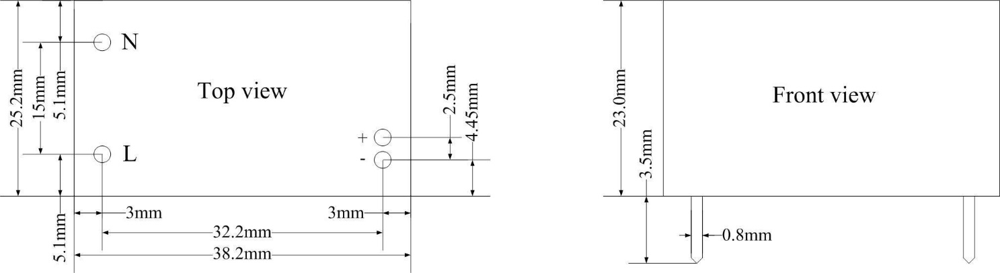 N
L
Top view
+
-
25.2mm
15mm
5.1mm
5.1mm
2.5mm
4.45mm
3mm
3mm
32.2mm
38.2mm
Front view
23.0mm
3.5mm
0.8mm